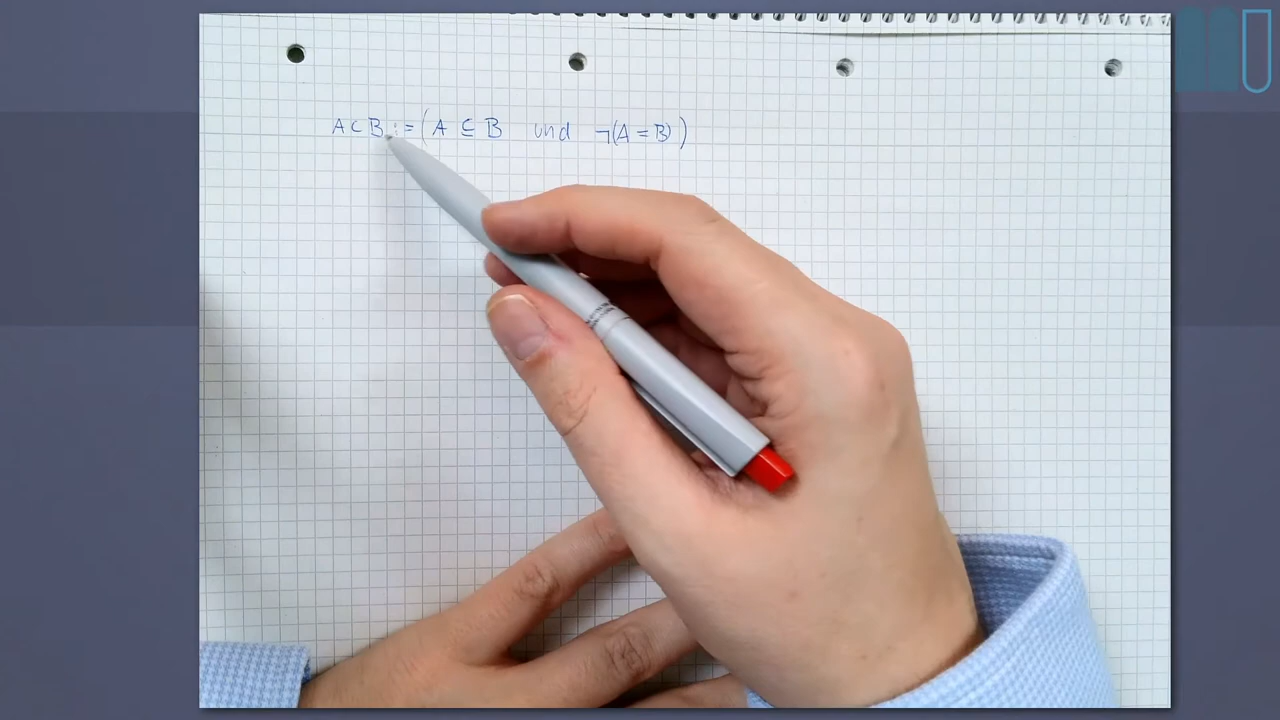 A ⊂ B := (A ⊆ B und ¬(A = B))